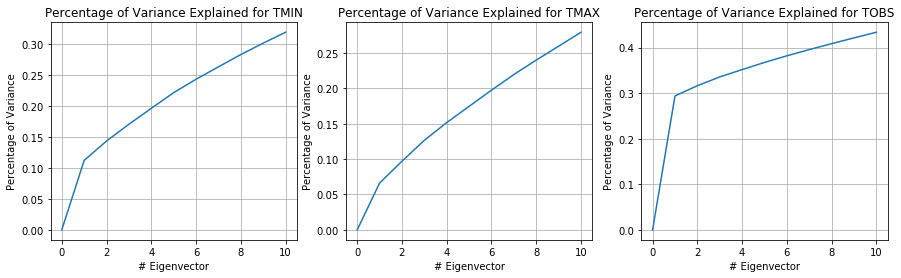 Percentage of Variance Explained for TMIN
Percentage of Variance
0.30
0.25
0.20
0.15
0.10
0.05
0.00
0 2 4 6 8 10
# Eigenvector
Percentage of Variance Explained for TMAX
Percentage of Variance
0.25
0.20
0.15
0.10
0.05
0.00
0 2 4 6 8 10
# Eigenvector
Percentage of Variance Explained for TOBS
Percentage of Variance
0.4
0.3
0.2
0.1
0.0
0 2 4 6 8 10
# Eigenvector